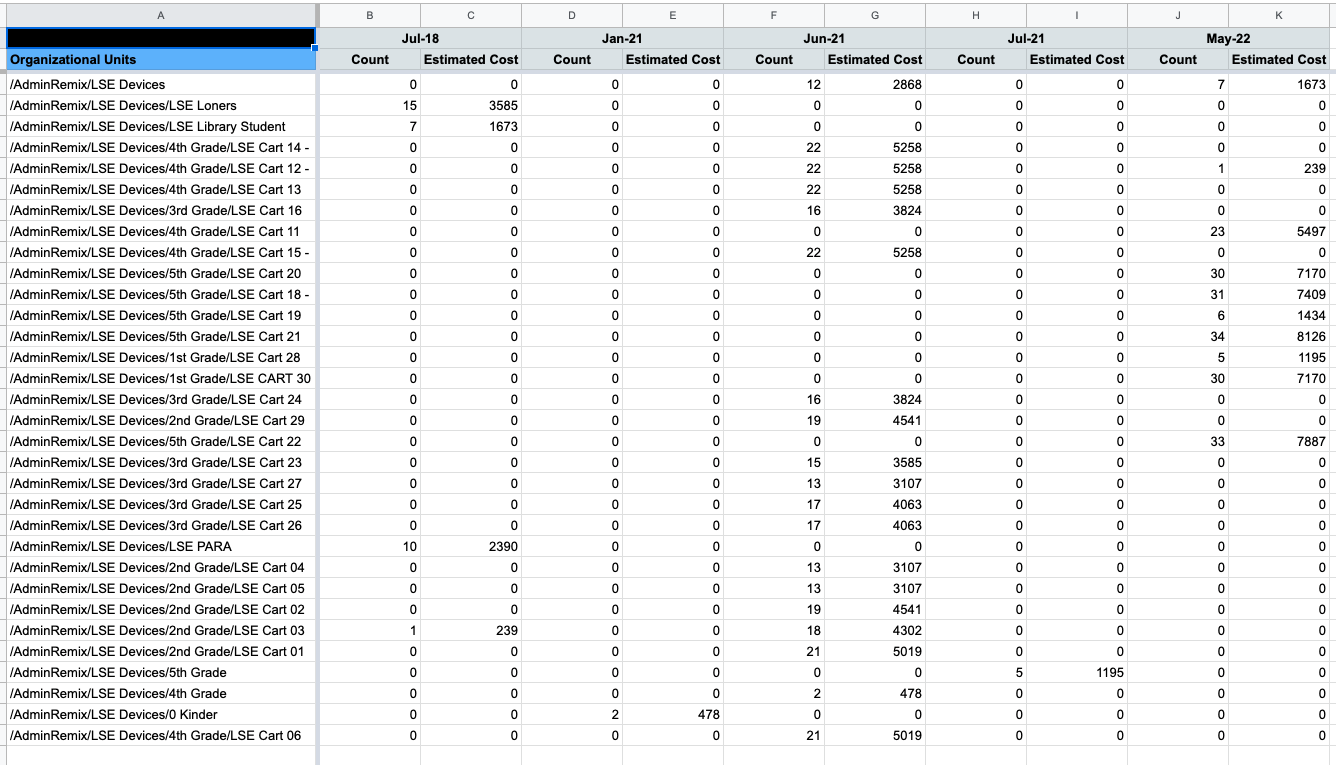 A B C D E F G H I J K
Jul-18 Jan-21 Jun-21 Jul-21 May-22
Organizational Units Count Estimated Cost Count Estimated Cost Count Estimated Cost Count Estimated Cost Count Estimated Cost
/AdminRemix/LSE Devices 0 0 0 0 12 2868 0 0 7 1673
/AdminRemix/LSE Devices/LSE Loners 15 3585 0 0 0 0 0 0 0 0
/AdminRemix/LSE Devices/LSE Library Student 7 1673 0 0 0 0 0 0 0 0
/AdminRemix/LSE Devices/4th Grade/LSE Cart 14 - 0 0 0 0 22 5258 0 0 0 0
/AdminRemix/LSE Devices/4th Grade/LSE Cart 12 - 0 0 0 0 22 5258 0 0 1 239
/AdminRemix/LSE Devices/4th Grade/LSE Cart 13 0 0 0 0 22 5258 0 0 0 0
/AdminRemix/LSE Devices/3rd Grade/LSE Cart 16 0 0 0 0 16 3824 0 0 0 0
/AdminRemix/LSE Devices/4th Grade/LSE Cart 11 0 0 0 0 0 0 0 0 23 5497
/AdminRemix/LSE Devices/4th Grade/LSE Cart 15 - 0 0 0 0 22 5258 0 0 0 0
/AdminRemix/LSE Devices/5th Grade/LSE Cart 20 0 0 0 0 0 0 0 0 30 7170
/AdminRemix/LSE Devices/5th Grade/LSE Cart 18 - 0 0 0 0 0 0 0 0 31 7409
/AdminRemix/LSE Devices/5th Grade/LSE Cart 19 0 0 0 0 0 0 0 0 6 1434
/AdminRemix/LSE Devices/5th Grade/LSE Cart 21 0 0 0 0 0 0 0 0 34 8126
/AdminRemix/LSE Devices/1st Grade/LSE Cart 28 0 0 0 0 0 0 0 0 5 1195
/AdminRemix/LSE Devices/1st Grade/LSE CART 30 0 0 0 0 0 0 0 0 30 7170
/AdminRemix/LSE Devices/3rd Grade/LSE Cart 24 0 0 0 0 16 3824 0 0 0 0
/AdminRemix/LSE Devices/2nd Grade/LSE Cart 29 0 0 0 0 19 4541 0 0 0 0
/AdminRemix/LSE Devices/5th Grade/LSE Cart 22 0 0 0 0 0 0 0 0 33 7887
/AdminRemix/LSE Devices/3rd Grade/LSE Cart 23 0 0 0 0 15 3585 0 0 0 0
/AdminRemix/LSE Devices/3rd Grade/LSE Cart 27 0 0 0 0 13 3107 0 0 0 0
/AdminRemix/LSE Devices/3rd Grade/LSE Cart 25 0 0 0 0 17 4063 0 0 0 0
/AdminRemix/LSE Devices/3rd Grade/LSE Cart 26 0 0 0 0 17 4063 0 0 0 0
/AdminRemix/LSE Devices/LSE PARA 10 2390 0 0 0 0 0 0 0 0
/AdminRemix/LSE Devices/2nd Grade/LSE Cart 04 0 0 0 0 13 3107 0 0 0 0
/AdminRemix/LSE Devices/2nd Grade/LSE Cart 05 0 0 0 0 13 3107 0 0 0 0
/AdminRemix/LSE Devices/2nd Grade/LSE Cart 02 0 0 0 0 19 4541 0 0 0 0
/AdminRemix/LSE Devices/2nd Grade/LSE Cart 03 1 239 0 0 18 4302 0 0 0 0
/AdminRemix/LSE Devices/2nd Grade/LSE Cart 01 0 0 0 0 21 5019 0 0 0 0
/AdminRemix/LSE Devices/5th Grade 0 0 0 0 0 0 5 1195 0 0
/AdminRemix/LSE Devices/4th Grade 0 0 0 0 2 478 0 0 0 0
/AdminRemix/LSE Devices/0 Kinder 0 0 2 478 0 0 0 0 0 0
/AdminRemix/LSE Devices/4th Grade/LSE Cart 06 0 0 0 0 21 5019 0 0 0 0